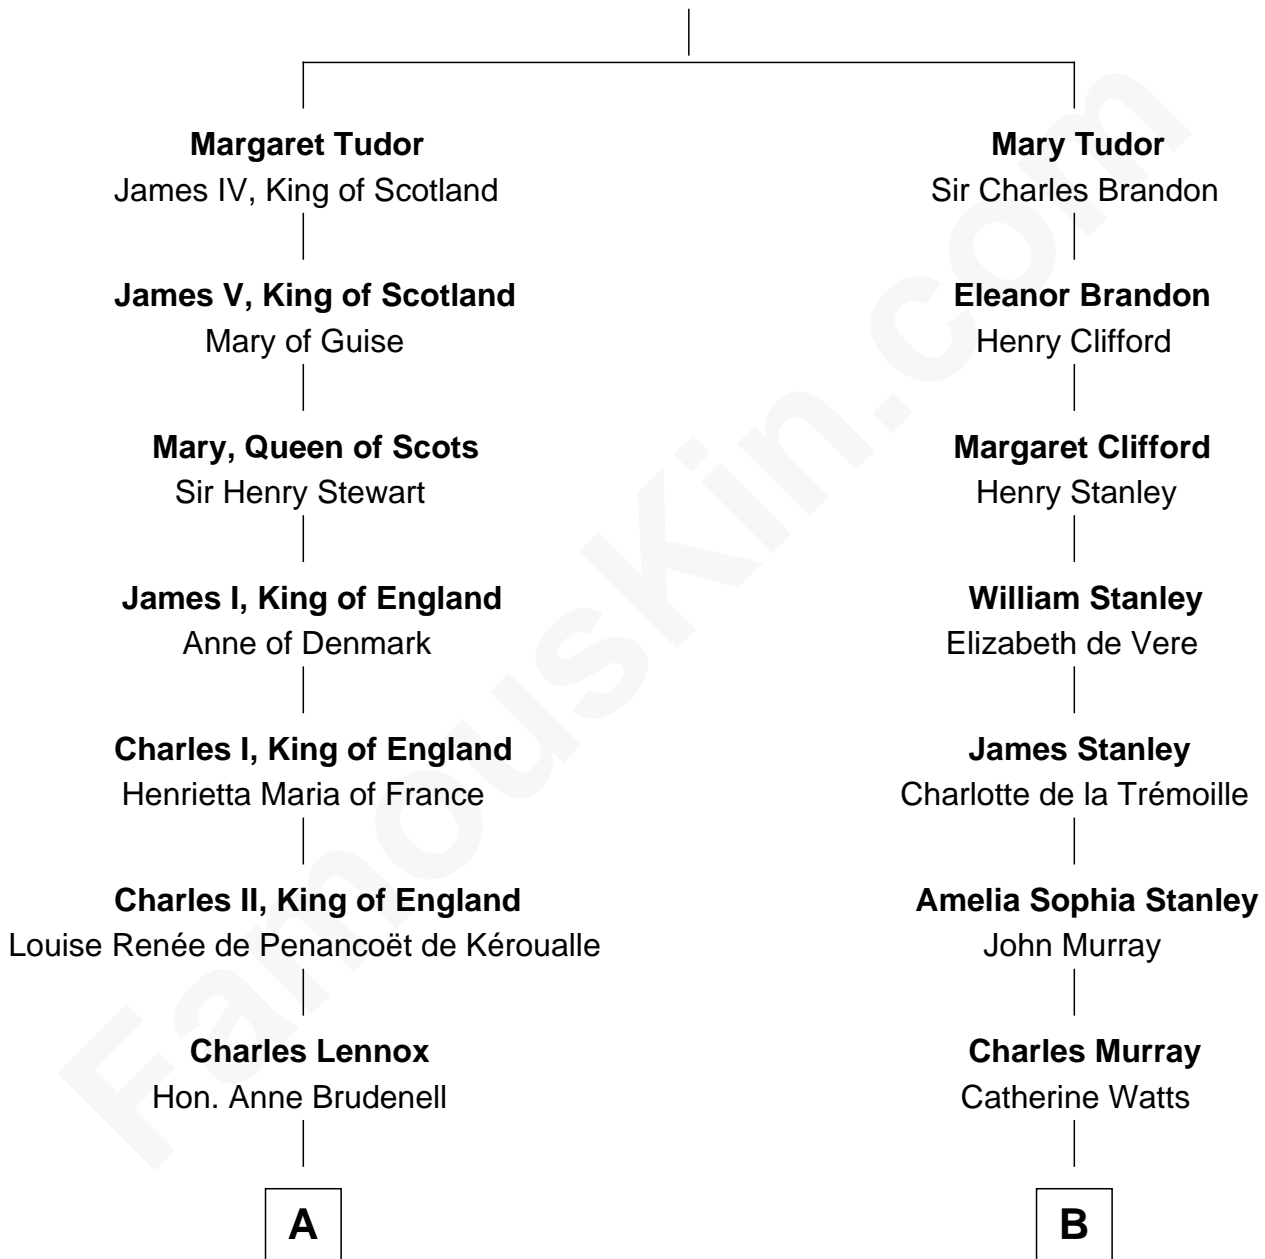 Margaret Tudor
James IV, King of Scotland
James V, King of Scotland
Mary of Guise
Mary, Queen of Scots
Sir Henry Stewart
James I, King of England
Anne of Denmark
Charles I, King of England
Henrietta Maria of France
Charles II, King of England
Louise Renée de Penancoët de Kéroualle
Charles Lennox
Hon. Anne Brudenell
A
Mary Tudor
Sir Charles Brandon
Eleanor Brandon
Henry Clifford
Margaret Clifford
Henry Stanley
William Stanley
Elizabeth de Vere
James Stanley
Charlotte de la Trémoille
Amelia Sophia Stanley
John Murray
Charles Murray
Catherine Watts
B
FamousKin.com